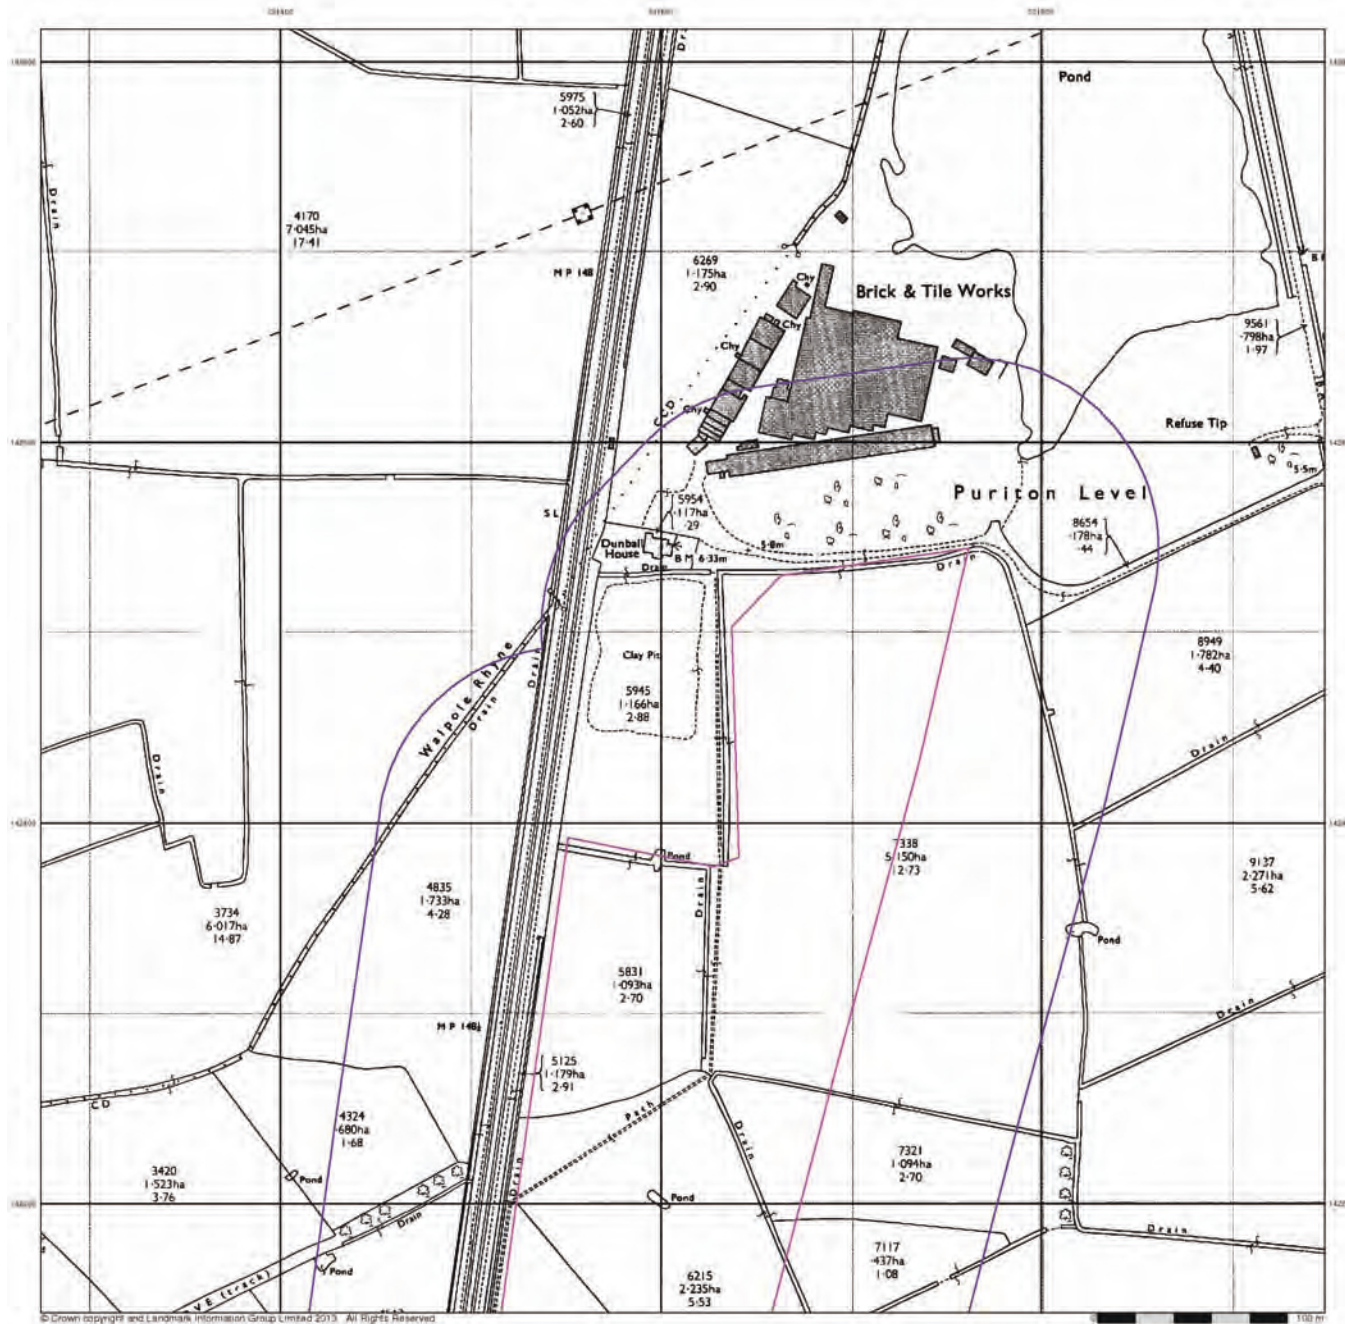 Pond
5975
1·052ha
2·60
Drain
4170
7·045ha
17·41
M P 148
6269
1·175ha
2·90
Chy
Brick & Tile Works
Chy
Chy
9561
·798ha
1·97
Chy
CCD
Refuse Tip
5·5m
Puriton Level
5954
·117ha
·29
S L
8654
·178ha
·44
Dunball
House
5·8m
B M 6·33m
Drain
Drain
Walpole Rhyne
Drain
Drain
Clay Pit
5945
1·166ha
2·88
8949
1·782ha
4·40
Drain
Drain
Pond
7338
5·150ha
12·73
9137
2·271ha
5·62
4835
1·733ha
4·28
Drain
3734
6·017ha
14·87
Pond
5831
1·093ha
2·70
Drain
M P 148½
5125
1·179ha
2·91
CD
Path
4324
·680ha
1·68
Drain
Drain
7321
1·094ha
2·70
3420
1·523ha
3·76
Pond
Pond
Drain
Drain
7117
·437ha
1·08
Pond
VE (track)
6215
2·235ha
5·53
© Crown copyright and Landmark Information Group Limited 2013. All Rights Reserved.
0
100 m